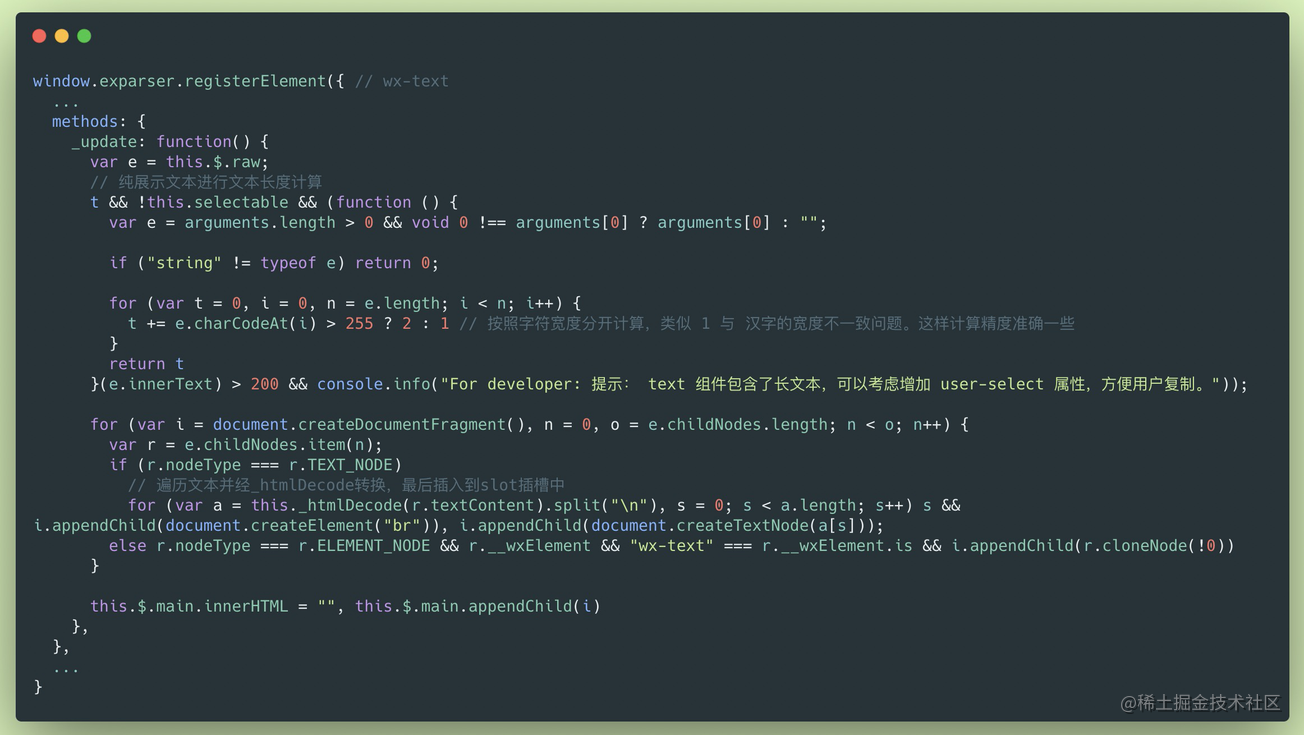 window.exparser.registerElement({ // wx-text
  ...
  methods: {
    _update: function() {
      var e = this.$.raw;
      // 纯展示文本进行文本长度计算
      t && !this.selectable && (function () {
        var e = arguments.length > 0 && void 0 !== arguments[0] ? arguments[0] : "";

        if ("string" != typeof e) return 0;

        for (var t = 0, i = 0, n = e.length; i < n; i++) {
          t += e.charCodeAt(i) > 255 ? 2 : 1 // 按照字符宽度分开计算，类似 1 与 汉字的宽度不一致问题。这样计算精度准确一些
        }
        return t
      }(e.innerText) > 200 && console.info("For developer: 提示： text 组件包含了长文本，可以考虑增加 user-select 属性，方便用户复制。"));

      for (var i = document.createDocumentFragment(), n = 0, o = e.childNodes.length; n < o; n++) {
        var r = e.childNodes.item(n);
        if (r.nodeType === r.TEXT_NODE)
          // 遍历文本并经_htmlDecode转换，最后插入到slot插槽中
          for (var a = this._htmlDecode(r.textContent).split("\n"), s = 0; s < a.length; s++) s &&
i.appendChild(document.createElement("br")), i.appendChild(document.createTextNode(a[s]));
        else r.nodeType === r.ELEMENT_NODE && r.__wxElement && "wx-text" === r.__wxElement.is && i.appendChild(r.cloneNode(!0))
      }

      this.$.main.innerHTML = "", this.$.main.appendChild(i)
    },
  },
  ...
}
@稀土掘金技术社区